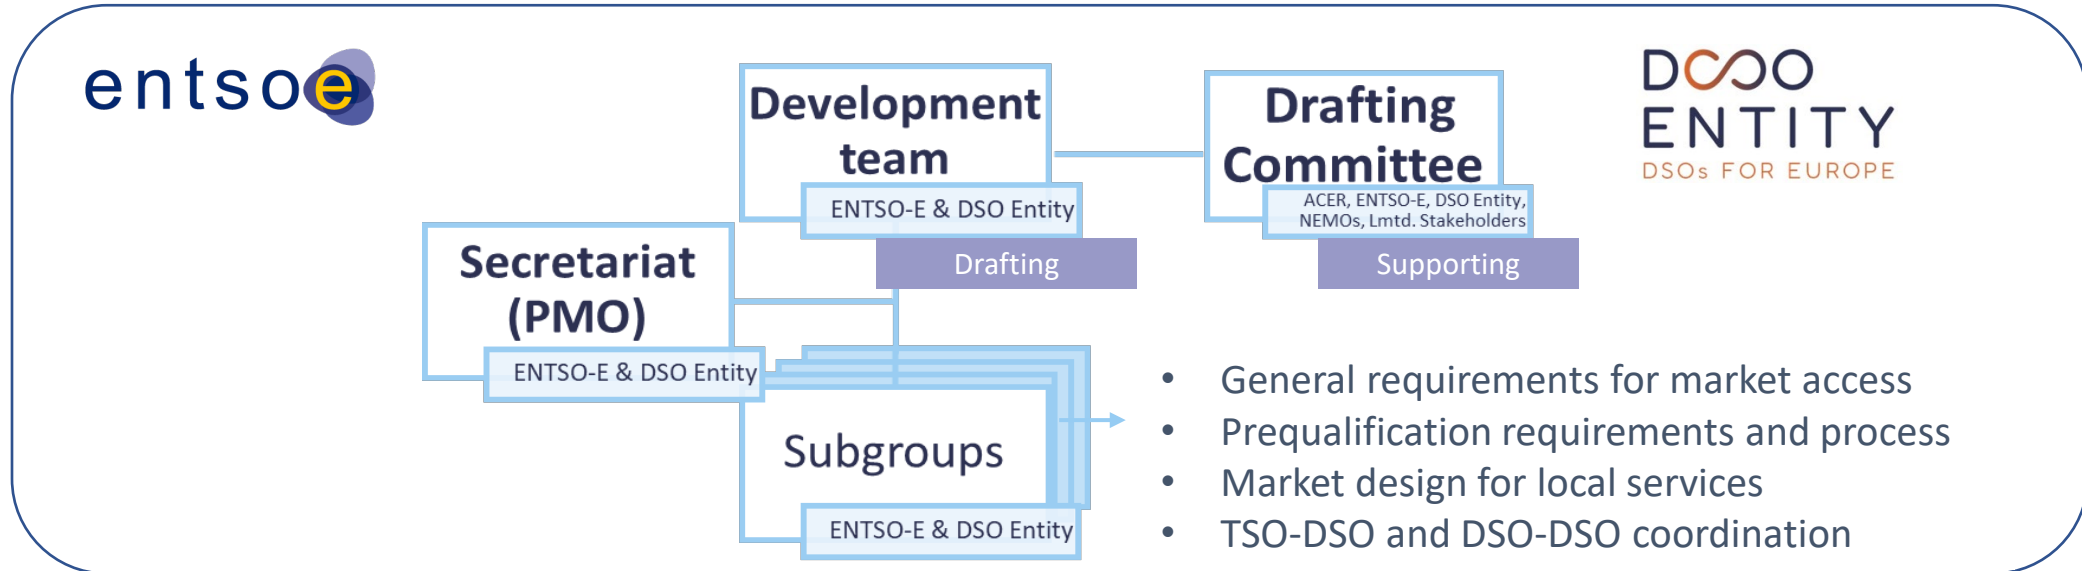 entsoe
Development
team
ENTSO-E & DSO Entity
Drafting
Drafting
Committee
ACER, ENTSO-E, DSO Entity,
NEMOs, Lmtd. Stakeholders
Supporting
DSO
ENTITY
DSOs FOR EUROPE
Secretariat
(PMO)
ENTSO-E & DSO Entity
Subgroups
ENTSO-E & DSO Entity
• General requirements for market access
• Prequalification requirements and process
• Market design for local services
• TSO-DSO and DSO-DSO coordination